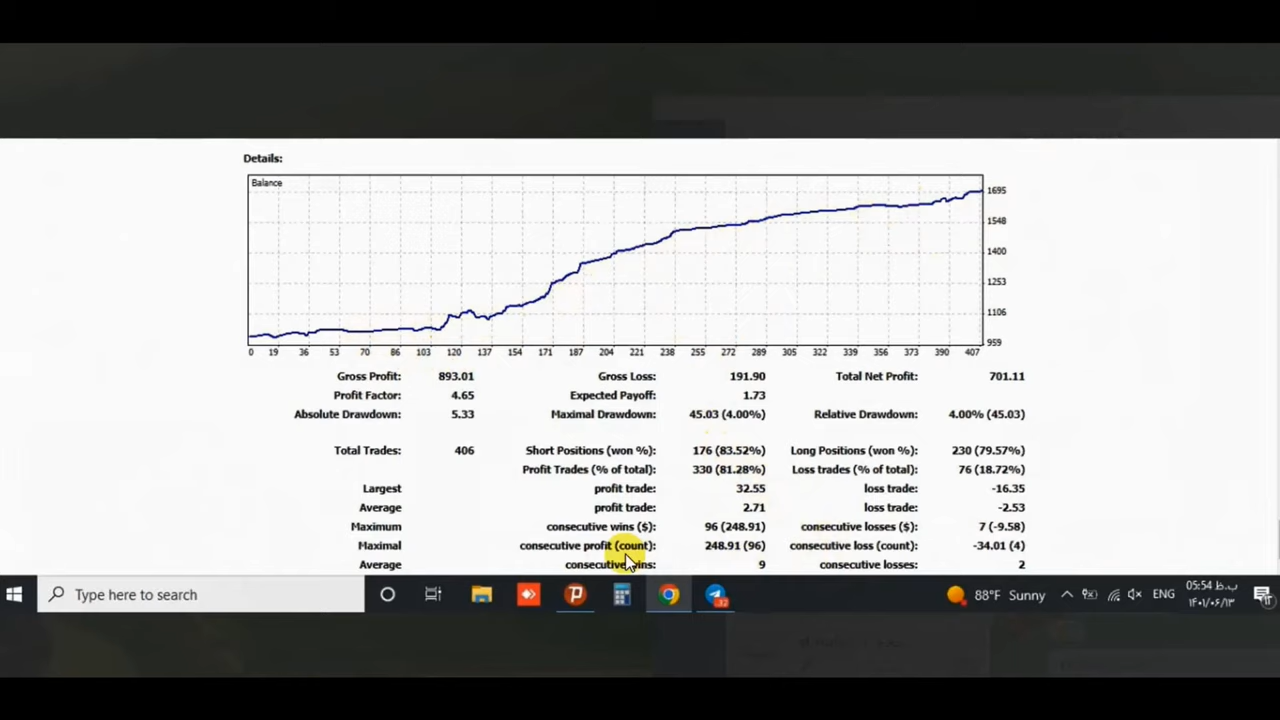 Details:
Balance
1695
1548
1400
1253
1106
959
0 19 36 53 70 86 103 120 137 154 171 187 204 221 238 255 272 289 305 322 339 356 373 390 407
Gross Profit: 893.01 Gross Loss: 191.90 Total Net Profit: 701.11
Profit Factor: 4.65 Expected Payoff: 1.73
Absolute Drawdown: 5.33 Maximal Drawdown: 45.03 (4.00%) Relative Drawdown: 4.00% (45.03)
Total Trades: 406 Short Positions (won %): 176 (83.52%) Long Positions (won %): 230 (79.57%)
Profit Trades (% of total): 330 (81.28%) Loss trades (% of total): 76 (18.72%)
Largest profit trade: 32.55 loss trade: -16.35
Average profit trade: 2.71 loss trade: -2.53
Maximum consecutive wins ($): 96 (248.91) consecutive losses ($): 7 (-9.58)
Maximal consecutive profit (count): 248.91 (96) consecutive loss (count): -34.01 (4)
Average consecutive wins: 9 consecutive losses: 2
Type here to search
88°F Sunny
ENG
05:54 ب.ظ
۱۴۰۱/۰۶/۱۳